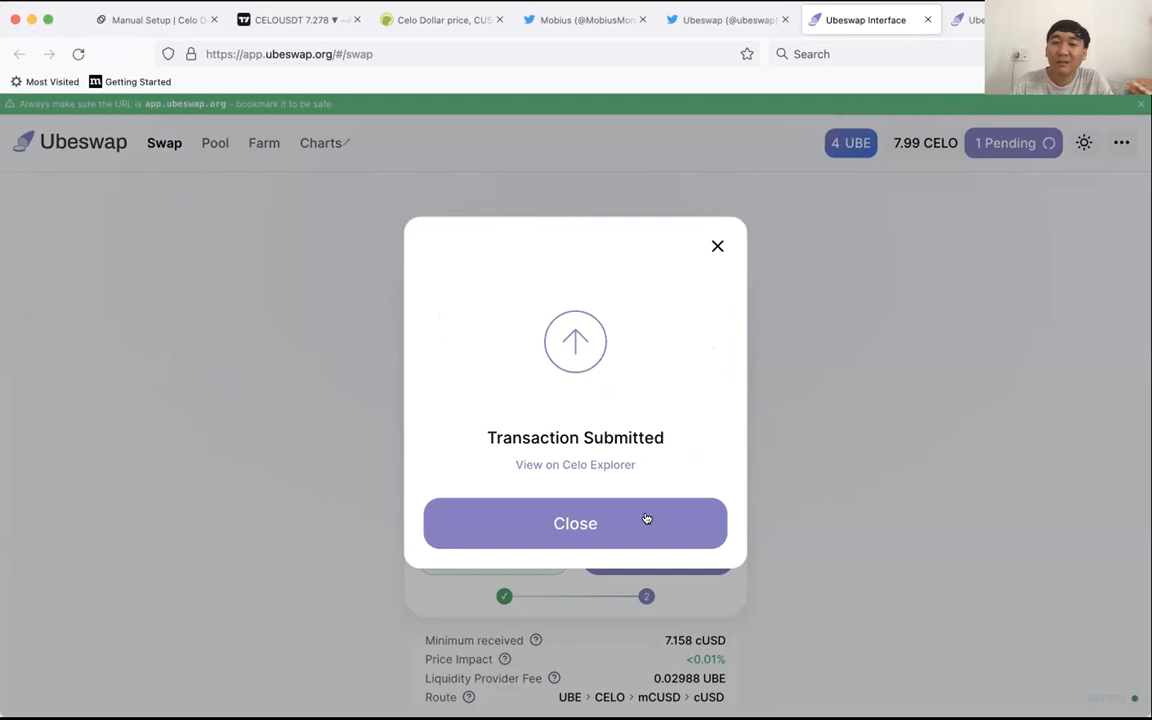 Manual Setup | Celo D
CELOUSDT 7.278 ▼
Celo Dollar price, CUS
Mobius (@MobiusMon
Ubeswap (@ubeswap)
Ubeswap Interface
Ube
https://app.ubeswap.org/#/swap
Search
Most Visited
Getting Started
Always make sure the URL is app.ubeswap.org - bookmark it to be safe.
Ubeswap
Swap
Pool
Farm
Charts
4 UBE
7.99 CELO
1 Pending
Transaction Submitted
View on Celo Explorer
Close
2
Minimum received
7.158 cUSD
Price Impact
<0.01%
Liquidity Provider Fee
0.02988 UBE
Route
UBE > CELO > mCUSD > cUSD